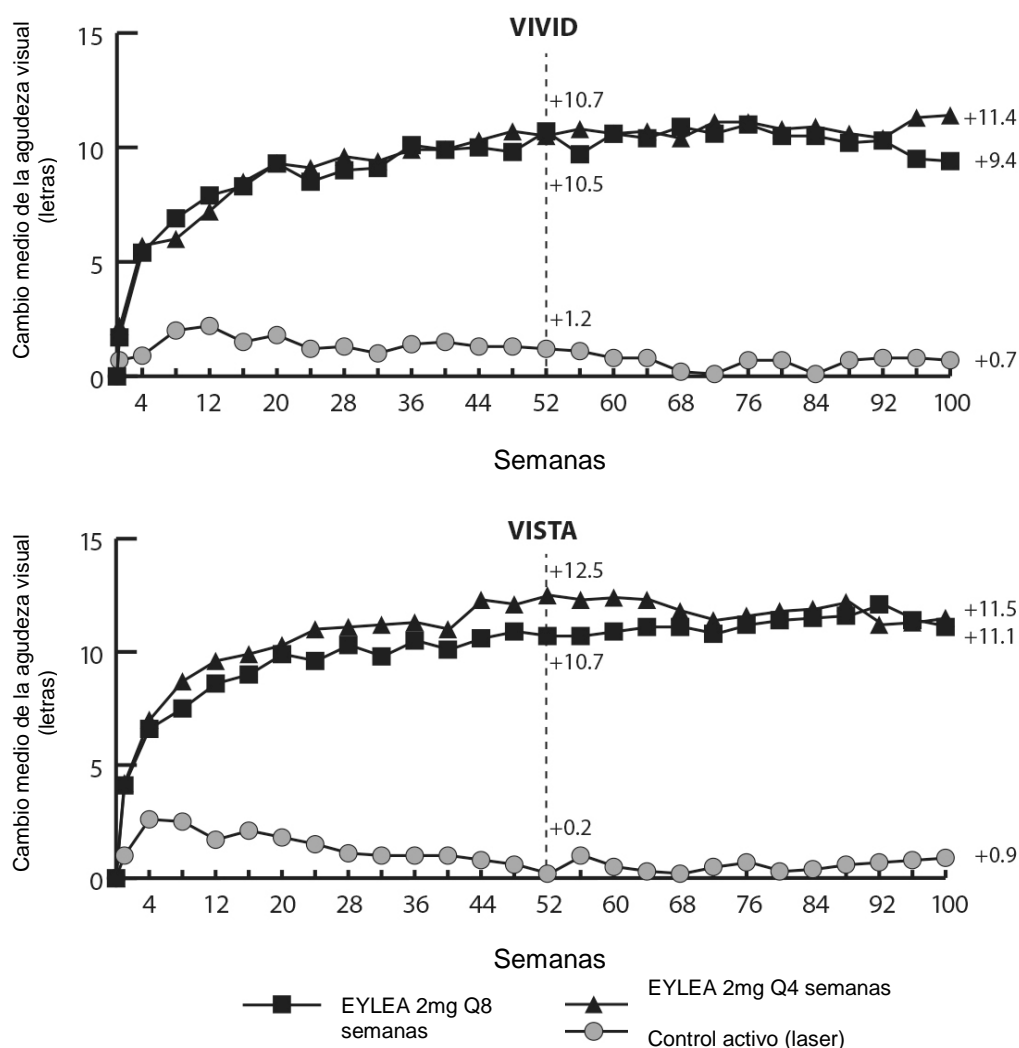 VIVID
Cambio medio de la agudeza visual
(letras)
15
10
5
0
+10.7
+10.5
+1.2
+11.4
+9.4
+0.7
4 12 20 28 36 44 52 60 68 76 84 92 100
Semanas
VISTA
Cambio medio de la agudeza visual
(letras)
15
10
5
0
+12.5
+10.7
+0.2
+11.5
+11.1
+0.9
4 12 20 28 36 44 52 60 68 76 84 92 100
Semanas
EYLEA 2mg Q8
semanas
EYLEA 2mg Q4 semanas
Control activo (laser)